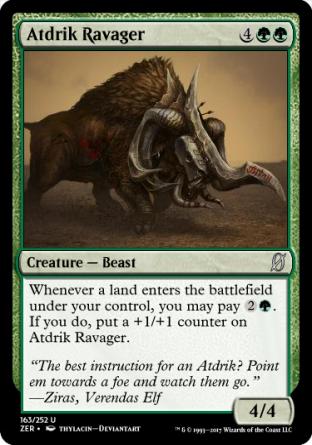 Atdrik Ravager 4
Creature — Beast
Whenever a land enters the battlefield
under your control, you may pay 2 .
If you do, put a +1/+1 counter on
Atdrik Ravager.
“The best instruction for an Atdrik? Point
em towards a foe and watch them go.”
—Ziras, Verendas Elf
4/4
163/252 U
ZER • THYLACIN—DEVIANTART
™ & © 1993–2017 Wizards of the Coast LLC